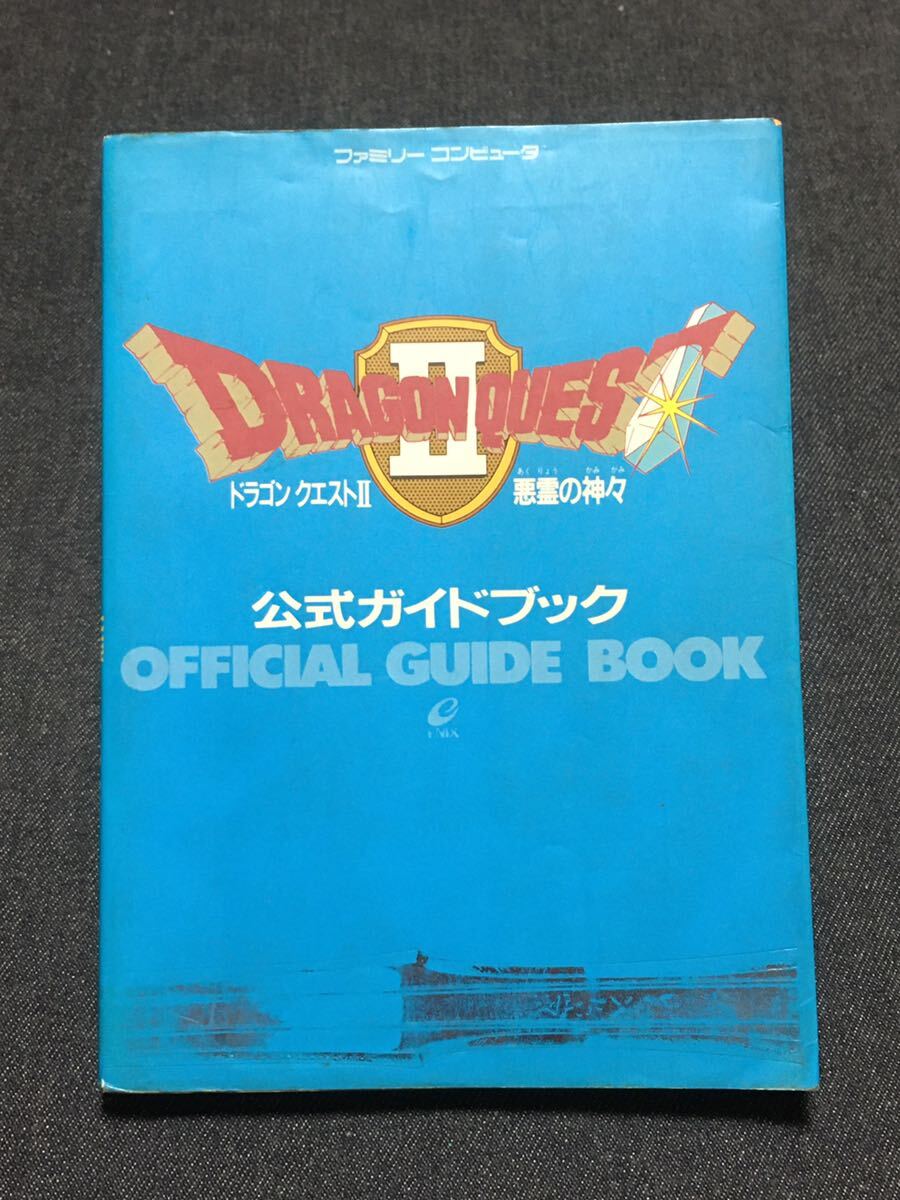 ファミリー コンピュータ
DRAGON QUEST
II
ドラゴン クエストII
あくりょう かみがみ
悪霊の神々
公式ガイドブック
OFFICIAL GUIDE BOOK
ENIX